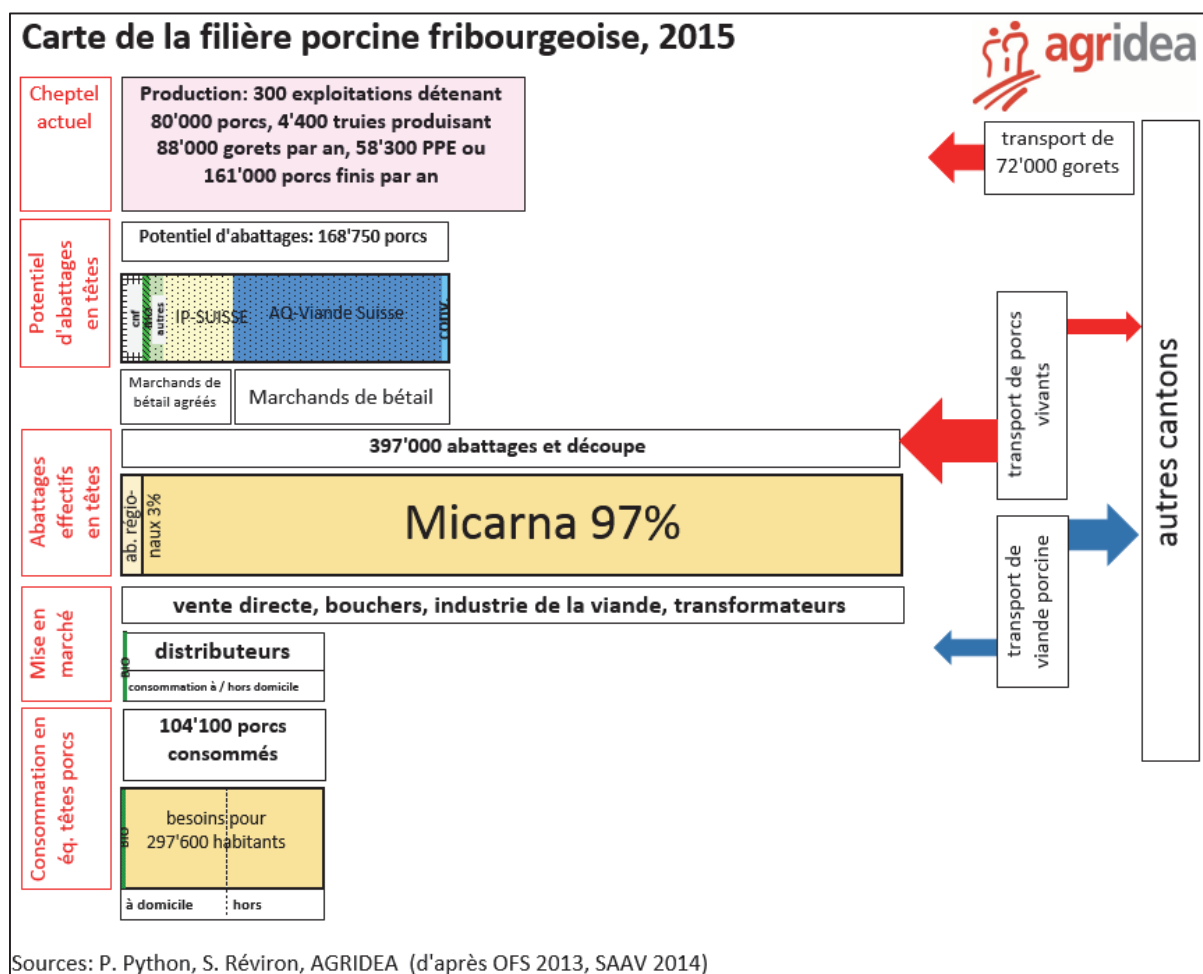 Carte de la filière porcine fribourgeoise, 2015
agridea
Cheptel
actuel
Production: 300 exploitations détenant
80'000 porcs, 4'400 truies produisant
88'000 gorets par an, 58'300 PPE ou
161'000 porcs finis par an
transport de
72'000 gorets
Potentiel
d'abattages
en têtes
Potentiel d'abattages: 168'750 porcs
cnf
BIO
autres
IP-SUISSE
AQ-Viande Suisse
CONV.
Marchands de
bétail agréés
Marchands de bétail
transport de porcs
vivants
autres cantons
Abattages
effectifs
en têtes
397'000 abattages et découpe
ab. régio-
naux 3%
Micarna 97%
transport de
viande porcine
Mise en
marché
vente directe, bouchers, industrie de la viande, transformateurs
BIO
distributeurs
consommation à / hors domicile
Consommation en
éq. têtes porcs
104'100 porcs
consommés
BIO
besoins pour
297'600 habitants
à domicile
hors
Sources: P. Python, S. Réviron, AGRIDEA (d'après OFS 2013, SAAV 2014)